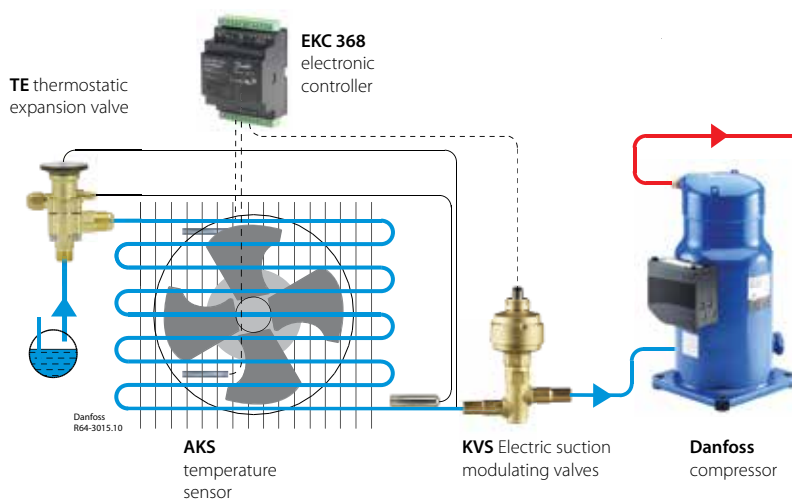 EKC 368
electronic
controller
TE thermostatic
expansion valve
Danfoss
R64-3015.10
AKS
temperature
sensor
KVS Electric suction
modulating valves
Danfoss
compressor